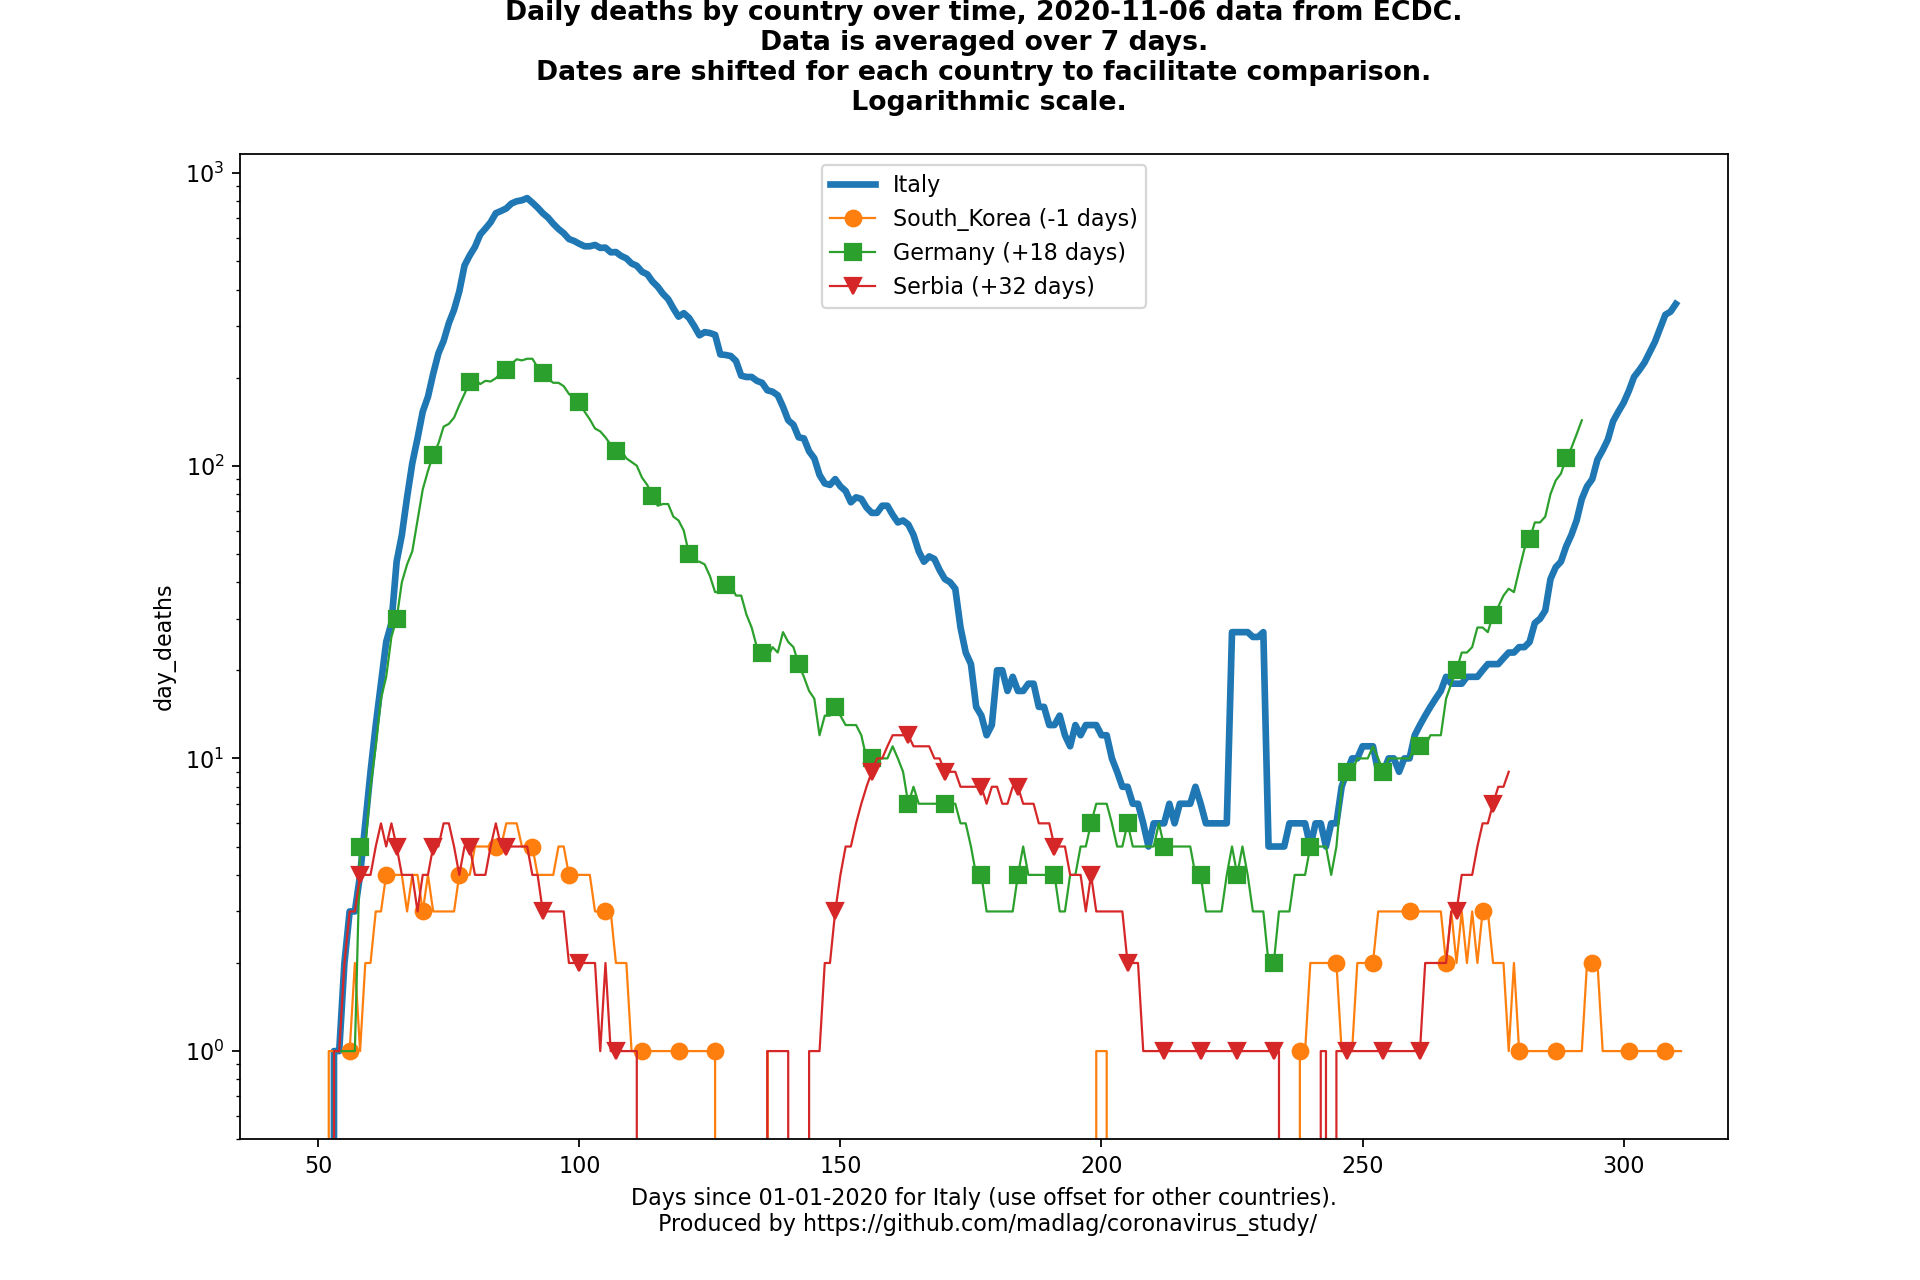 Daily deaths by country over time, 2020-11-06 data from ECDC.
Data is averaged over 7 days.
Dates are shifted for each country to facilitate comparison.
Logarithmic scale.
10³
10²
10¹
10⁰
day_deaths
Italy
South_Korea (-1 days)
Germany (+18 days)
Serbia (+32 days)
50 100 150 200 250 300
Days since 01-01-2020 for Italy (use offset for other countries).
Produced by https://github.com/madlag/coronavirus_study/